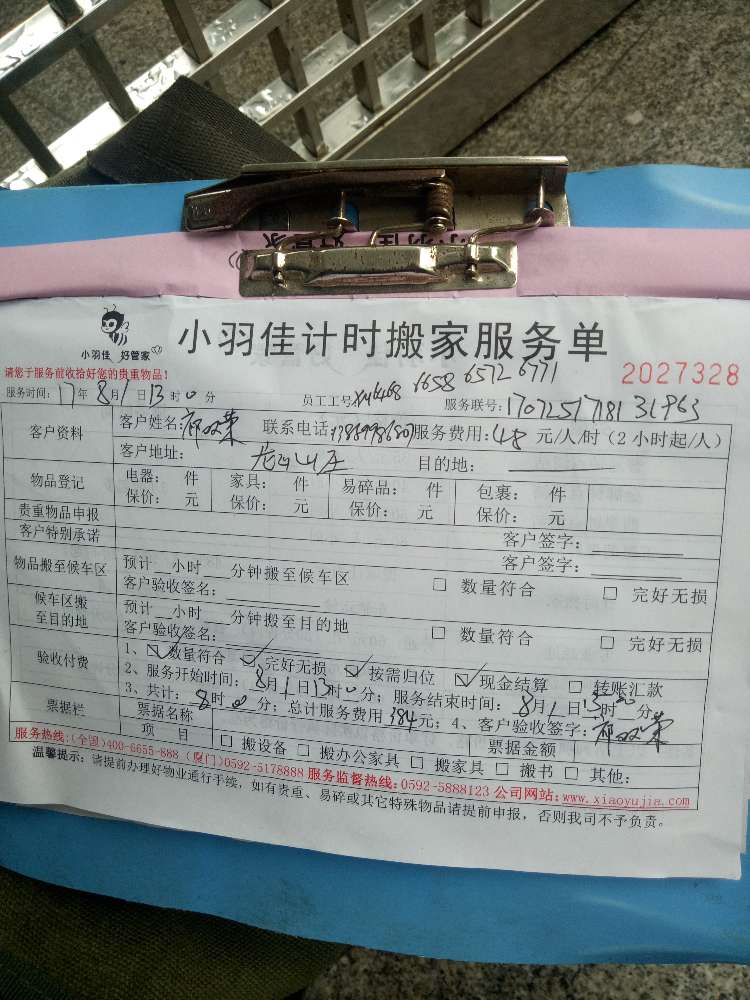 小羽佳 好管家
小羽佳计时搬家服务单
请您于服务前收拾好您的贵重物品!
2027328
服务时间: 17年 8月1日13时0分 员工工号: 6658 6572 6771 服务联号:
客户资料 客户姓名: 联系电话: 服务费用: 48 元/人/时 (2小时起/人)
客户地址: 目的地:
物品登记 电器: 件 家具: 件 易碎品: 件 包裹: 件
保价: 元 保价: 元 保价: 元 保价: 元
贵重物品申报 客户签字:
客户特别承诺 客户签字:
物品搬至候车区 预计 小时 分钟搬至候车区 □ 数量符合 □ 完好无损
客户验收签名:
候车区搬至目的地 预计 小时 分钟搬至目的地 □ 数量符合 □ 完好无损
客户验收签名:
验收付费 1、☑数量符合 ☑完好无损 ☑按需归位 ☑现金结算 □ 转账汇款
2、服务开始时间: 8月1日13时0分; 服务结束时间: 8月1日 时 分;
3、共计: 8时 分; 总计服务费用384元; 4、客户验收签字:
票据栏 票据名称 票据金额
项 目 □ 搬设备 □ 搬办公家具 □ 搬家具 □ 搬书 □ 其他:
服务热线:(全国)400-6655-888 (厦门)0592-5178888 服务监督热线:0592-5888123 公司网站:www.xiaoyujia.com
温馨提示: 请提前办理好物业通行手续, 如有贵重、易碎或其它特殊物品请提前申报, 否则我司不予负责。